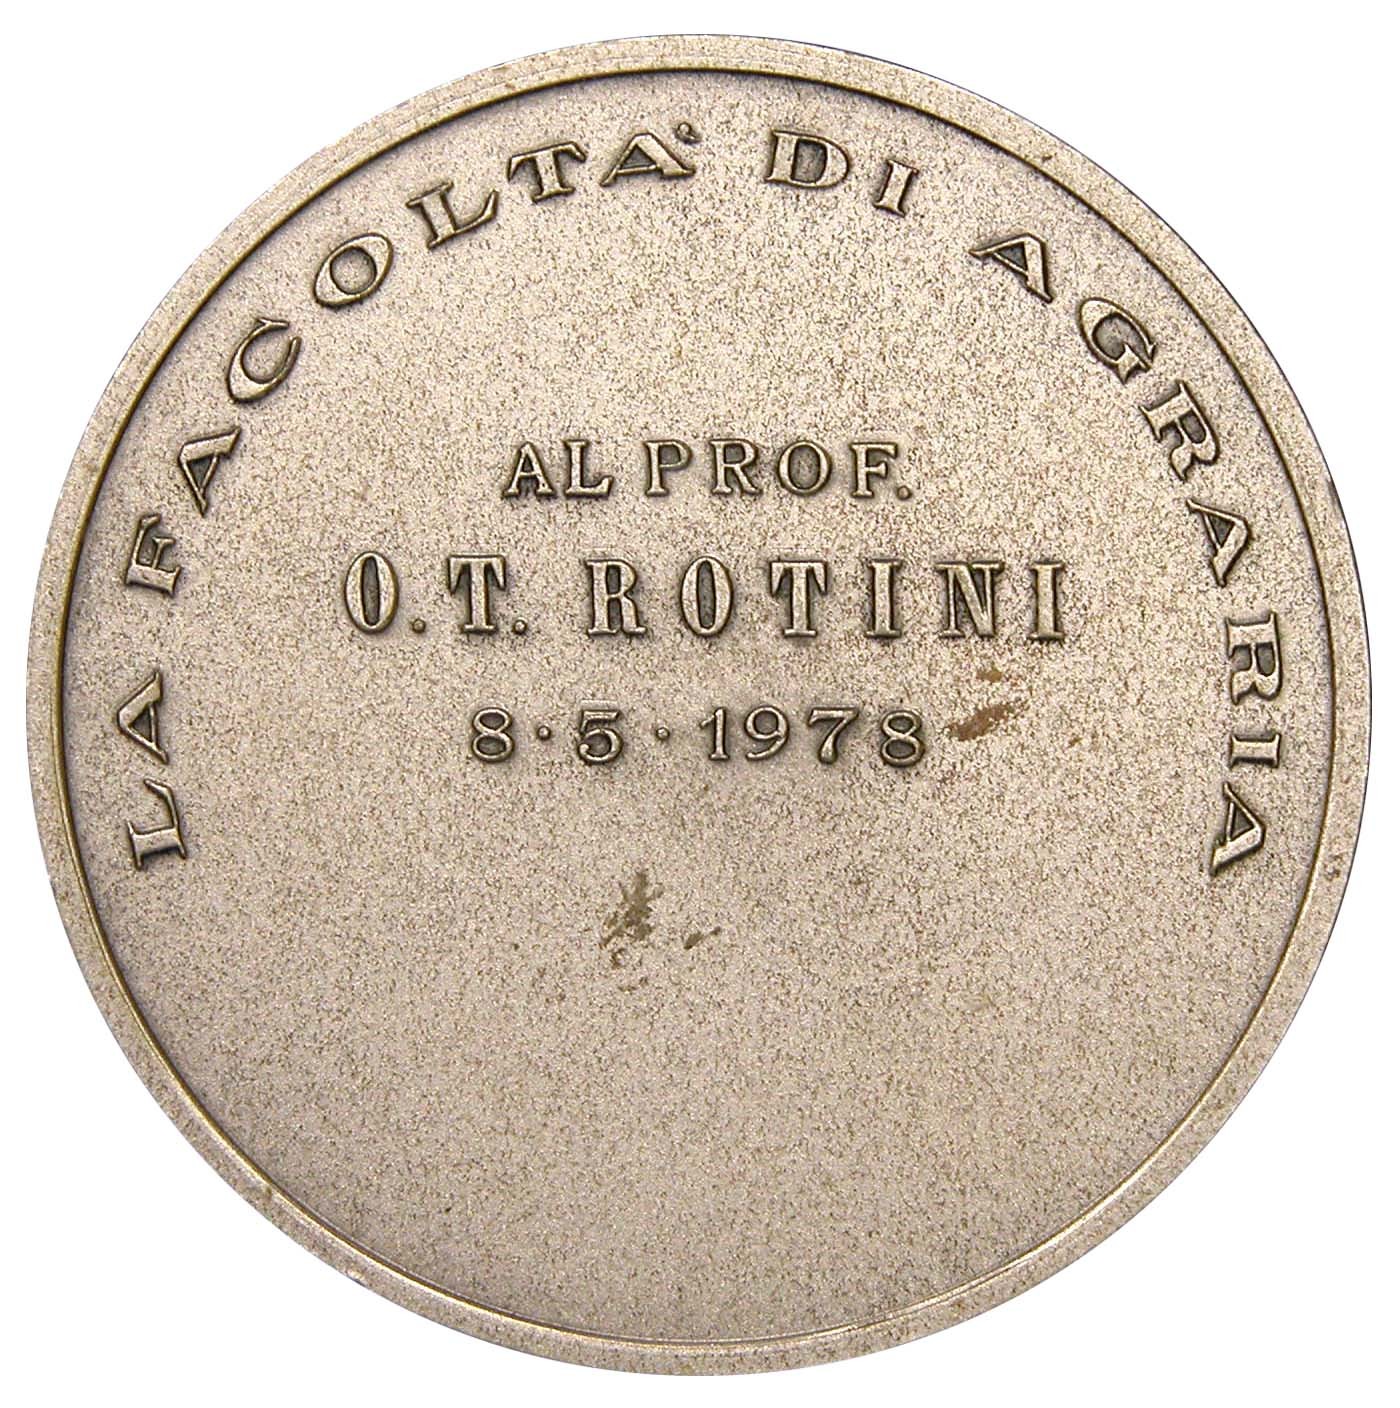 LA FACOLTA' DI AGRARIA
AL PROF.
O.T. ROTINI
8·5·1978